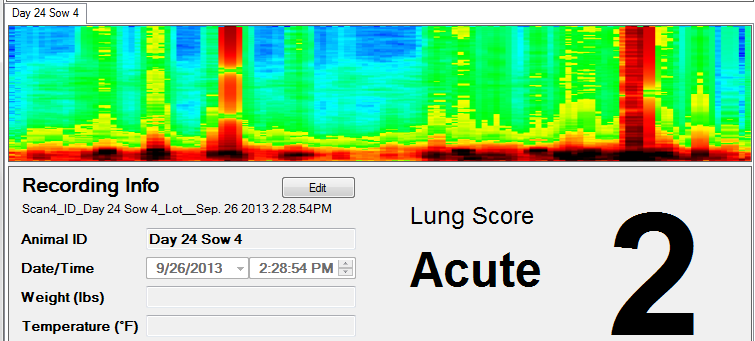 Day 24 Sow 4
Recording Info
Edit
Scan4_ID_Day 24 Sow 4_Lot__Sep. 26 2013 2.28.54PM
Animal ID Day 24 Sow 4
Date/Time 9/26/2013 2:28:54 PM
Weight (lbs)
Temperature (°F)
Lung Score
Acute
2